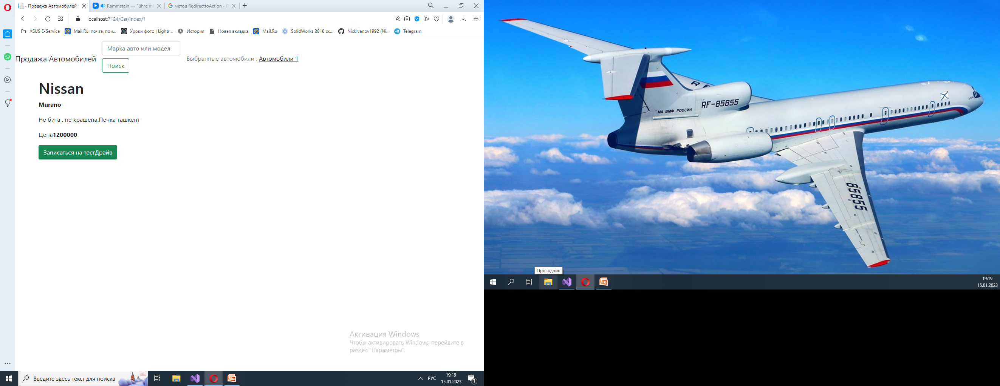 - Продажа Автомобилей
Rammstein — Führe m
метод RedirecttoAction - П
localhost:7124/Car/Index/1
ASUS E-Service
Mail.Ru: почта, пои...
Уроки фото | Lightr...
История
Новая вкладка
Mail.Ru
SolidWorks 2018 ск...
NickIvanov1992 (Ni...
Telegram
Продажа Автомобилей
Марка авто или модел
Поиск
Выбранные автомобили : Автомобили 1
Nissan
Murano
Не бита , не крашена.Печка ташкент
Цена1200000
Записаться на тестДрайв
Активация Windows
Чтобы активировать Windows, перейдите в
раздел "Параметры".
Введите здесь текст для поиска
РУС
19:19
15.01.2023
1
RF-85855
МА ВМФ РОССИИ
85855
Проводник
19:19
15.01.2023